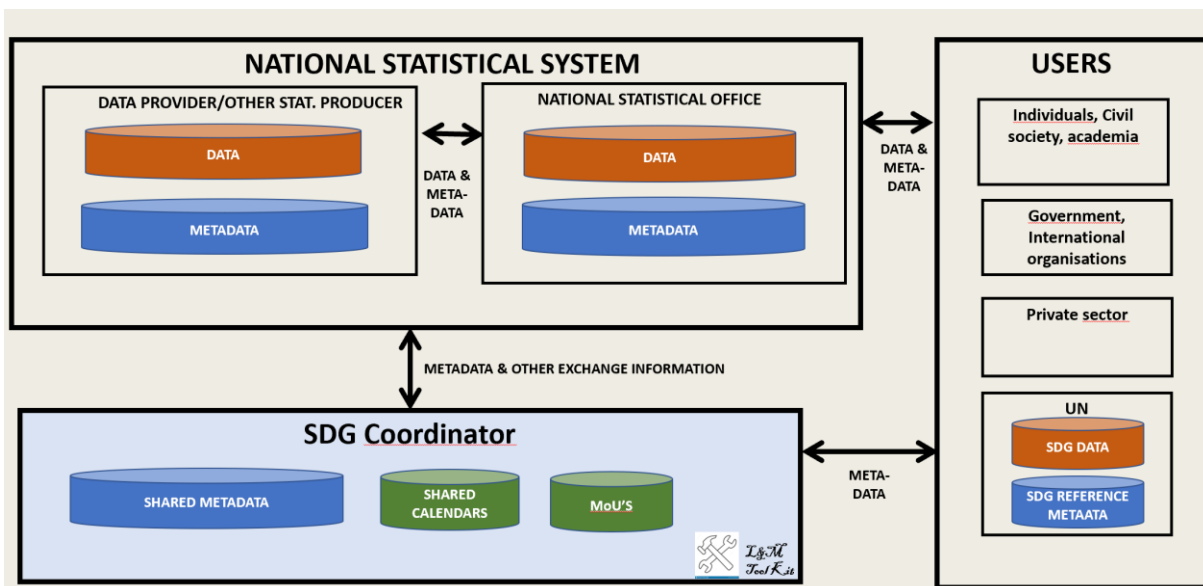 NATIONAL STATISTICAL SYSTEM
DATA PROVIDER/OTHER STAT. PRODUCER
DATA
METADATA
DATA &
META-
DATA
NATIONAL STATISTICAL OFFICE
DATA
METADATA
DATA &
META-
DATA
USERS
Individuals, Civil
society, academia
Government,
International
organisations
Private sector
UN
SDG DATA
SDG REFERENCE
METAATA
METADATA & OTHER EXCHANGE INFORMATION
SDG Coordinator
SHARED METADATA
SHARED
CALENDARS
MoU'S
META-
DATA
L&M
Tool Kit